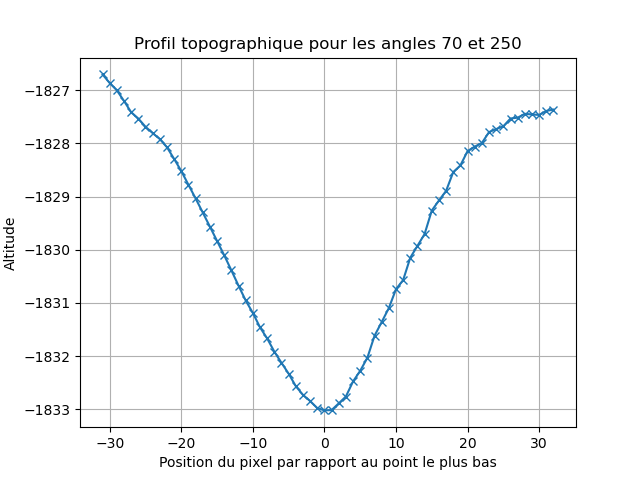 Profil topographique pour les angles 70 et 250
Altitude
−1827
−1828
−1829
−1830
−1831
−1832
−1833
−30 −20 −10 0 10 20 30
Position du pixel par rapport au point le plus bas